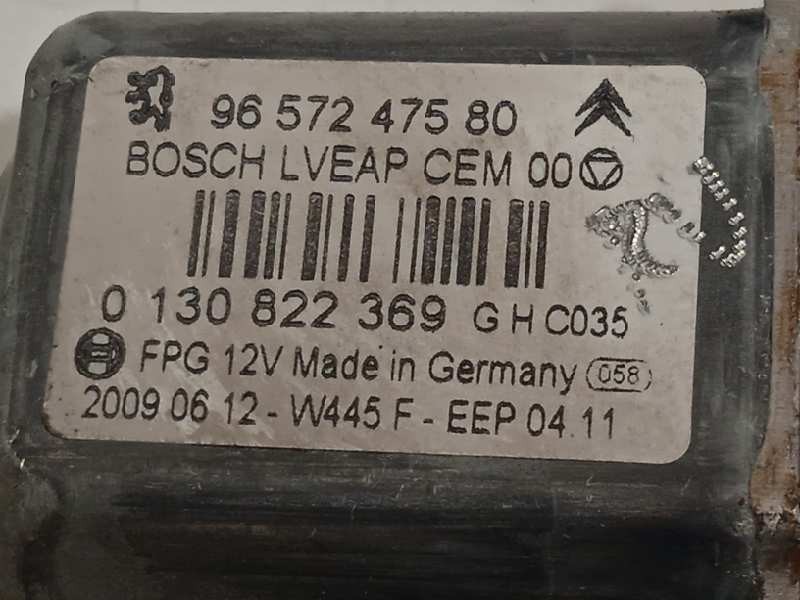 96 572 475 80
BOSCH LVEAP CEM 00
0 130 822 369 G H C035
FPG 12V Made in Germany 058
2009 06 12 - W445 F - EEP 04.11